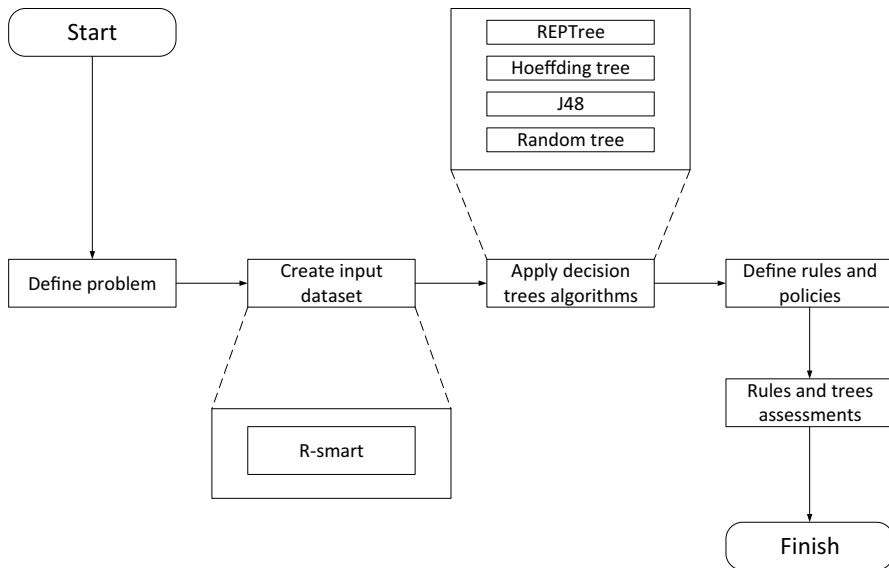 Start
REPTree
Hoeffding tree
J48
Random tree
Define problem
Create input
dataset
Apply decision
trees algorithms
Define rules and
policies
R-smart
Rules and trees
assessments
Finish